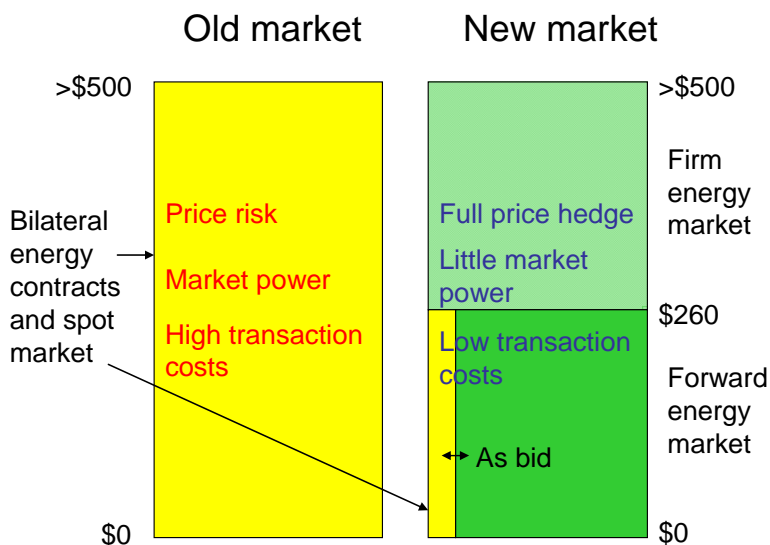 Old market
New market
>$500
>$500
Firm
energy
market
Bilateral
energy
contracts
and spot
market
Price risk
Market power
High transaction
costs
Full price hedge
Little market
power
$260
Low transaction
costs
Forward
energy
market
As bid
$0
$0